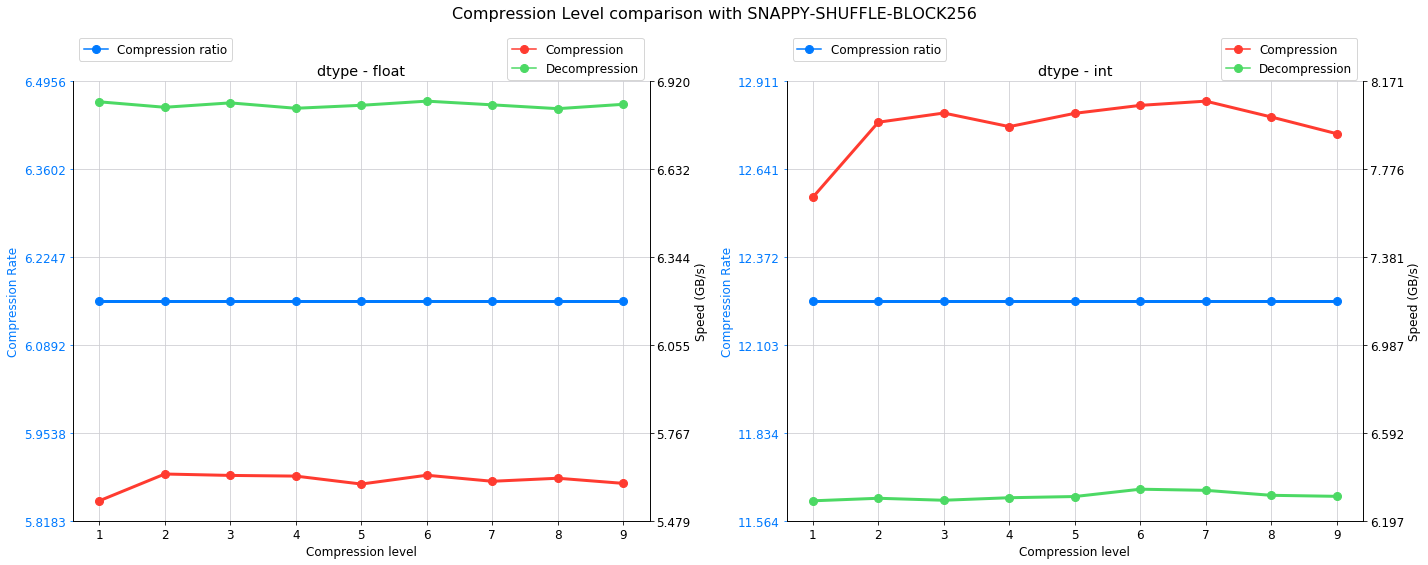 Compression Level comparison with SNAPPY-SHUFFLE-BLOCK256
Compression ratio
Compression
Decompression
dtype - float
6.4956
6.3602
6.2247
6.0892
5.9538
5.8183
Compression Rate
6.920
6.632
6.344
6.055
5.767
5.479
Speed (GB/s)
1 2 3 4 5 6 7 8 9
Compression level
Compression ratio
Compression
Decompression
dtype - int
12.911
12.641
12.372
12.103
11.834
11.564
Compression Rate
8.171
7.776
7.381
6.987
6.592
6.197
Speed (GB/s)
1 2 3 4 5 6 7 8 9
Compression level